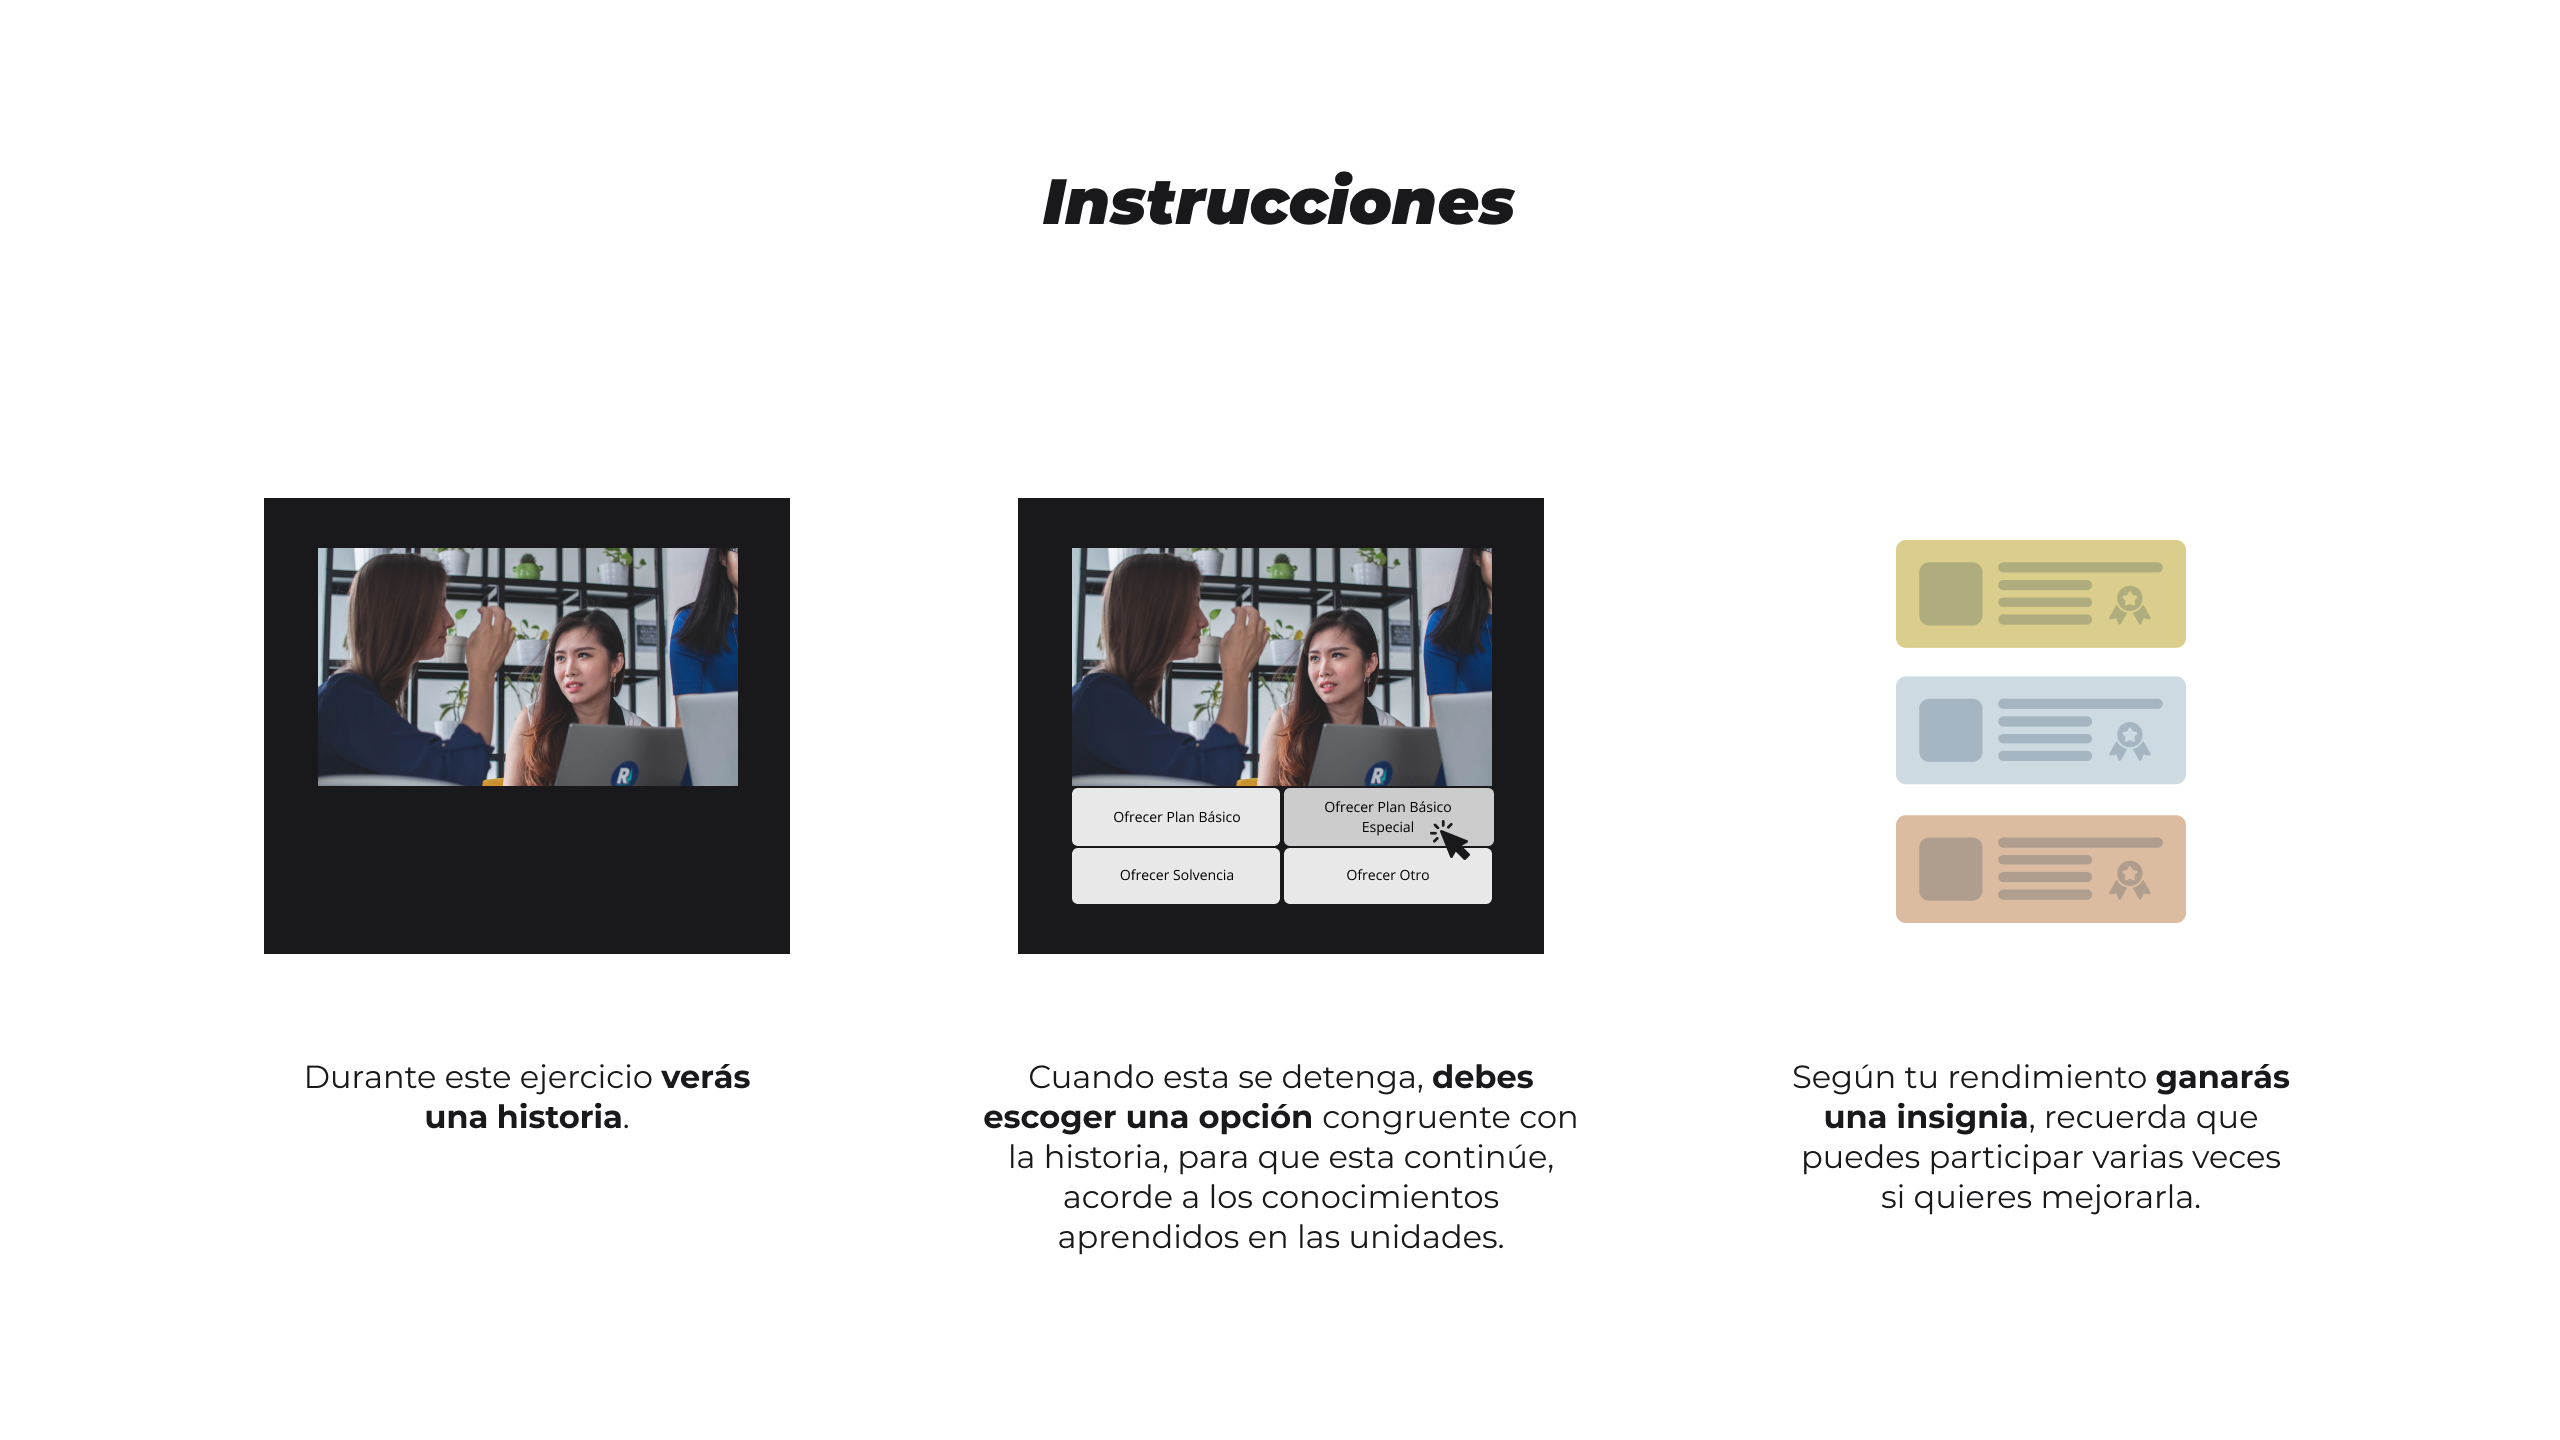 Instrucciones
Ofrecer Plan Básico
Ofrecer Plan Básico
Especial
Ofrecer Solvencia
Ofrecer Otro
Durante este ejercicio verás
una historia.
Cuando esta se detenga, debes
escoger una opción congruente con
la historia, para que esta continúe,
acorde a los conocimientos
aprendidos en las unidades.
Según tu rendimiento ganarás
una insignia, recuerda que
puedes participar varias veces
si quieres mejorarla.